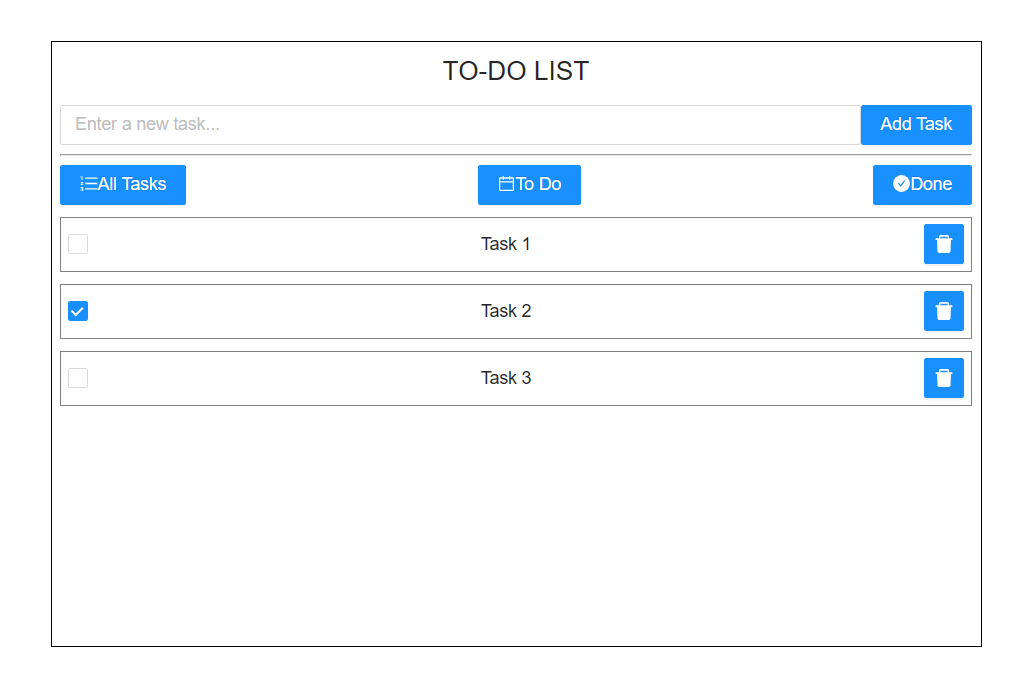 TO-DO LIST
Enter a new task...
Add Task
All Tasks
To Do
Done
Task 1
Task 2
Task 3